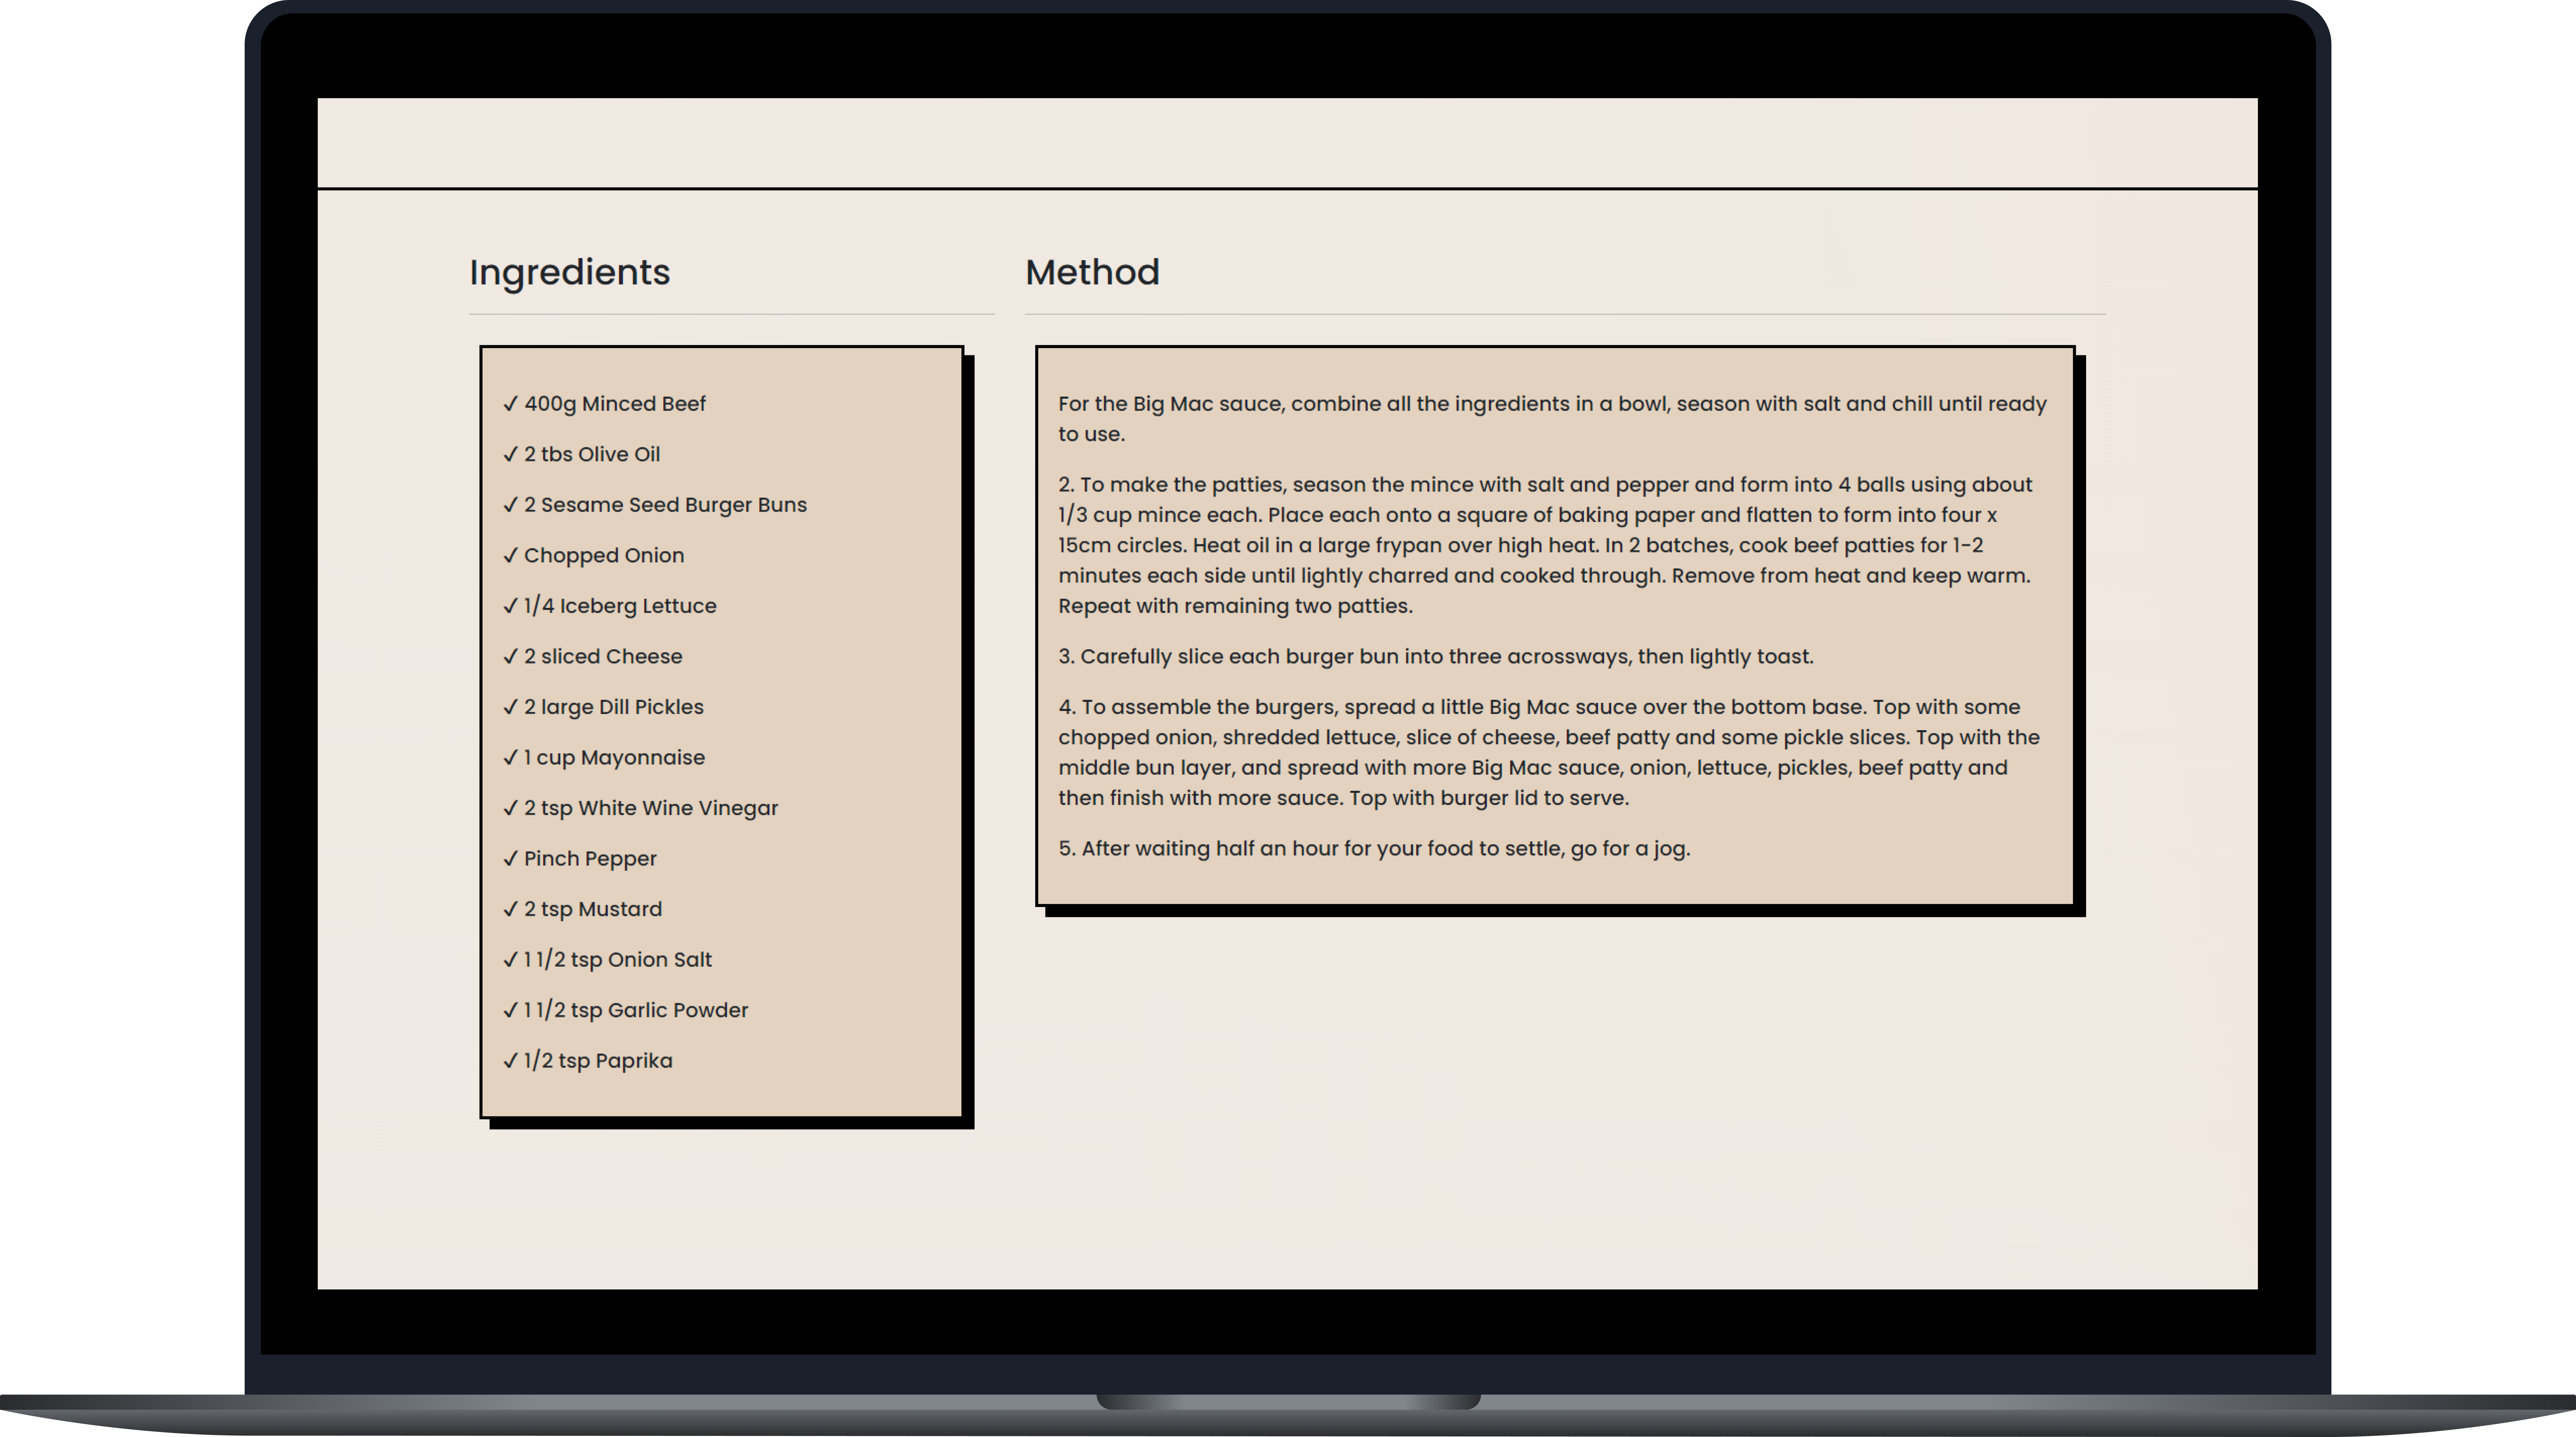 Ingredients
✓ 400g Minced Beef
✓ 2 tbs Olive Oil
✓ 2 Sesame Seed Burger Buns
✓ Chopped Onion
✓ 1/4 Iceberg Lettuce
✓ 2 sliced Cheese
✓ 2 large Dill Pickles
✓ 1 cup Mayonnaise
✓ 2 tsp White Wine Vinegar
✓ Pinch Pepper
✓ 2 tsp Mustard
✓ 1 1/2 tsp Onion Salt
✓ 1 1/2 tsp Garlic Powder
✓ 1/2 tsp Paprika
Method
For the Big Mac sauce, combine all the ingredients in a bowl, season with salt and chill until ready
to use.
2. To make the patties, season the mince with salt and pepper and form into 4 balls using about
1/3 cup mince each. Place each onto a square of baking paper and flatten to form into four x
15cm circles. Heat oil in a large frypan over high heat. In 2 batches, cook beef patties for 1-2
minutes each side until lightly charred and cooked through. Remove from heat and keep warm.
Repeat with remaining two patties.
3. Carefully slice each burger bun into three acrossways, then lightly toast.
4. To assemble the burgers, spread a little Big Mac sauce over the bottom base. Top with some
chopped onion, shredded lettuce, slice of cheese, beef patty and some pickle slices. Top with the
middle bun layer, and spread with more Big Mac sauce, onion, lettuce, pickles, beef patty and
then finish with more sauce. Top with burger lid to serve.
5. After waiting half an hour for your food to settle, go for a jog.